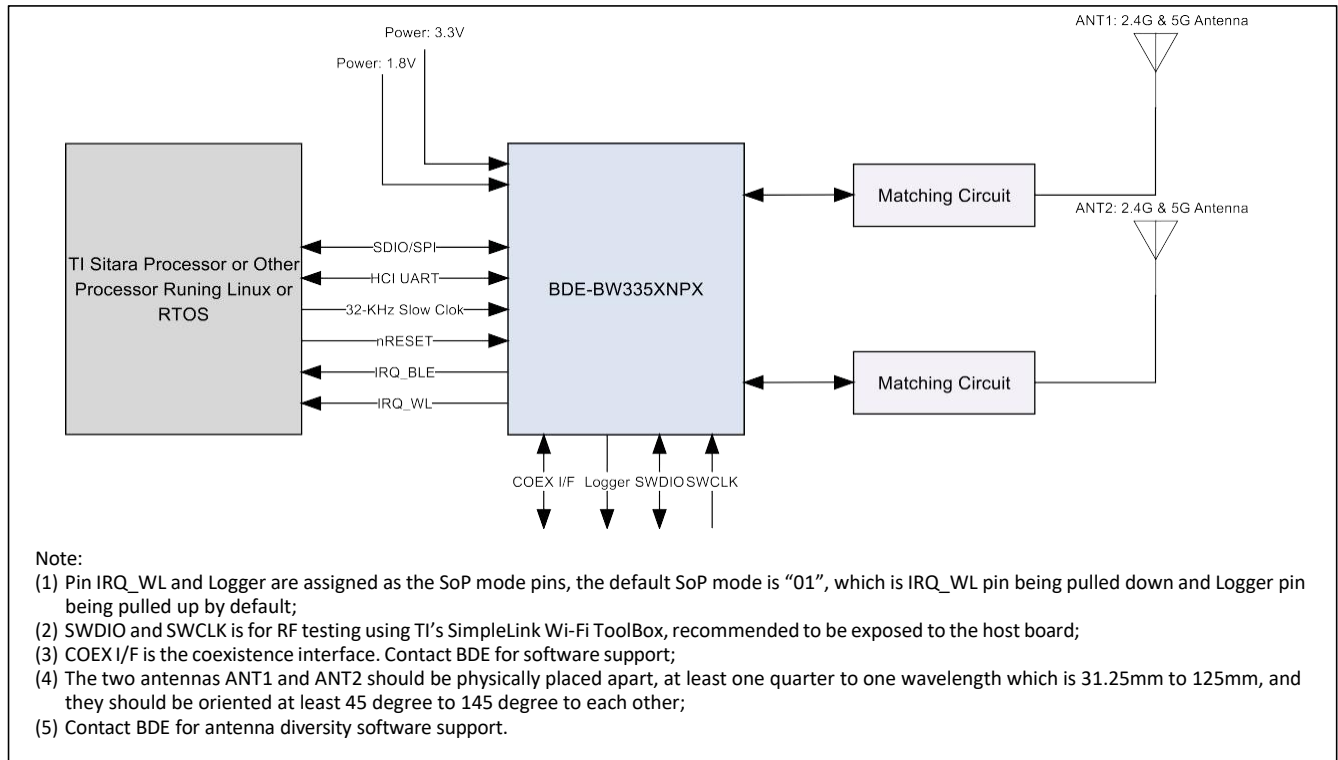 ANT1: 2.4G & 5G Antenna
Power: 3.3V
Power: 1.8V
Matching Circuit
ANT2: 2.4G & 5G Antenna
TI Sitara Processor or Other
Processor Runing Linux or
RTOS
SDIO/SPI
HCI UART
32-KHz Slow Clok
nRESET
IRQ_BLE
IRQ_WL
BDE-BW335XNPX
Matching Circuit
COEX I/F Logger SWDIO SWCLK
Note:
(1) Pin IRQ_WL and Logger are assigned as the SoP mode pins, the default SoP mode is “01”, which is IRQ_WL pin being pulled down and Logger pin
being pulled up by default;
(2) SWDIO and SWCLK is for RF testing using TI’s SimpleLink Wi-Fi ToolBox, recommended to be exposed to the host board;
(3) COEX I/F is the coexistence interface. Contact BDE for software support;
(4) The two antennas ANT1 and ANT2 should be physically placed apart, at least one quarter to one wavelength which is 31.25mm to 125mm, and
they should be oriented at least 45 degree to 145 degree to each other;
(5) Contact BDE for antenna diversity software support.